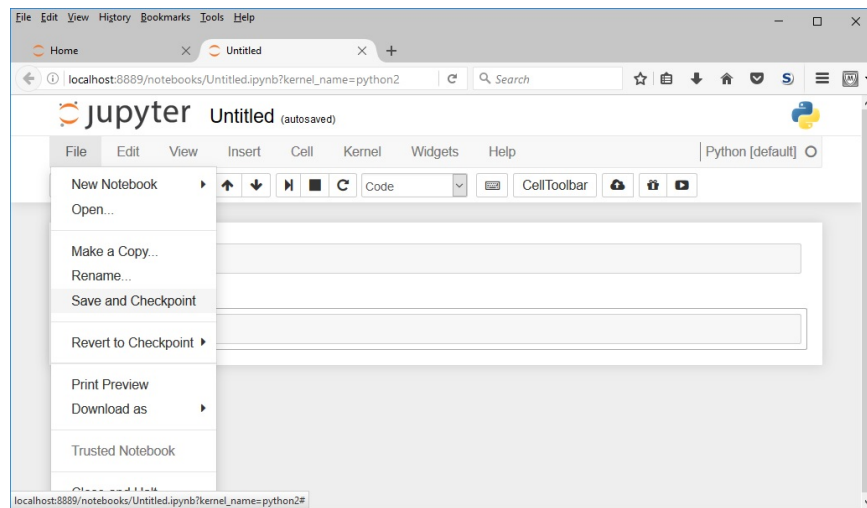 File Edit View History Bookmarks Tools Help
Home Untitled
localhost:8889/notebooks/Untitled.ipynb?kernel_name=python2 Search
jupyter Untitled (autosaved)
File Edit View Insert Cell Kernel Widgets Help Python [default]
New Notebook Code CellToolbar
Open...
Make a Copy...
Rename...
Save and Checkpoint
Revert to Checkpoint
Print Preview
Download as
Trusted Notebook
localhost:8889/notebooks/Untitled.ipynb?kernel_name=python2#